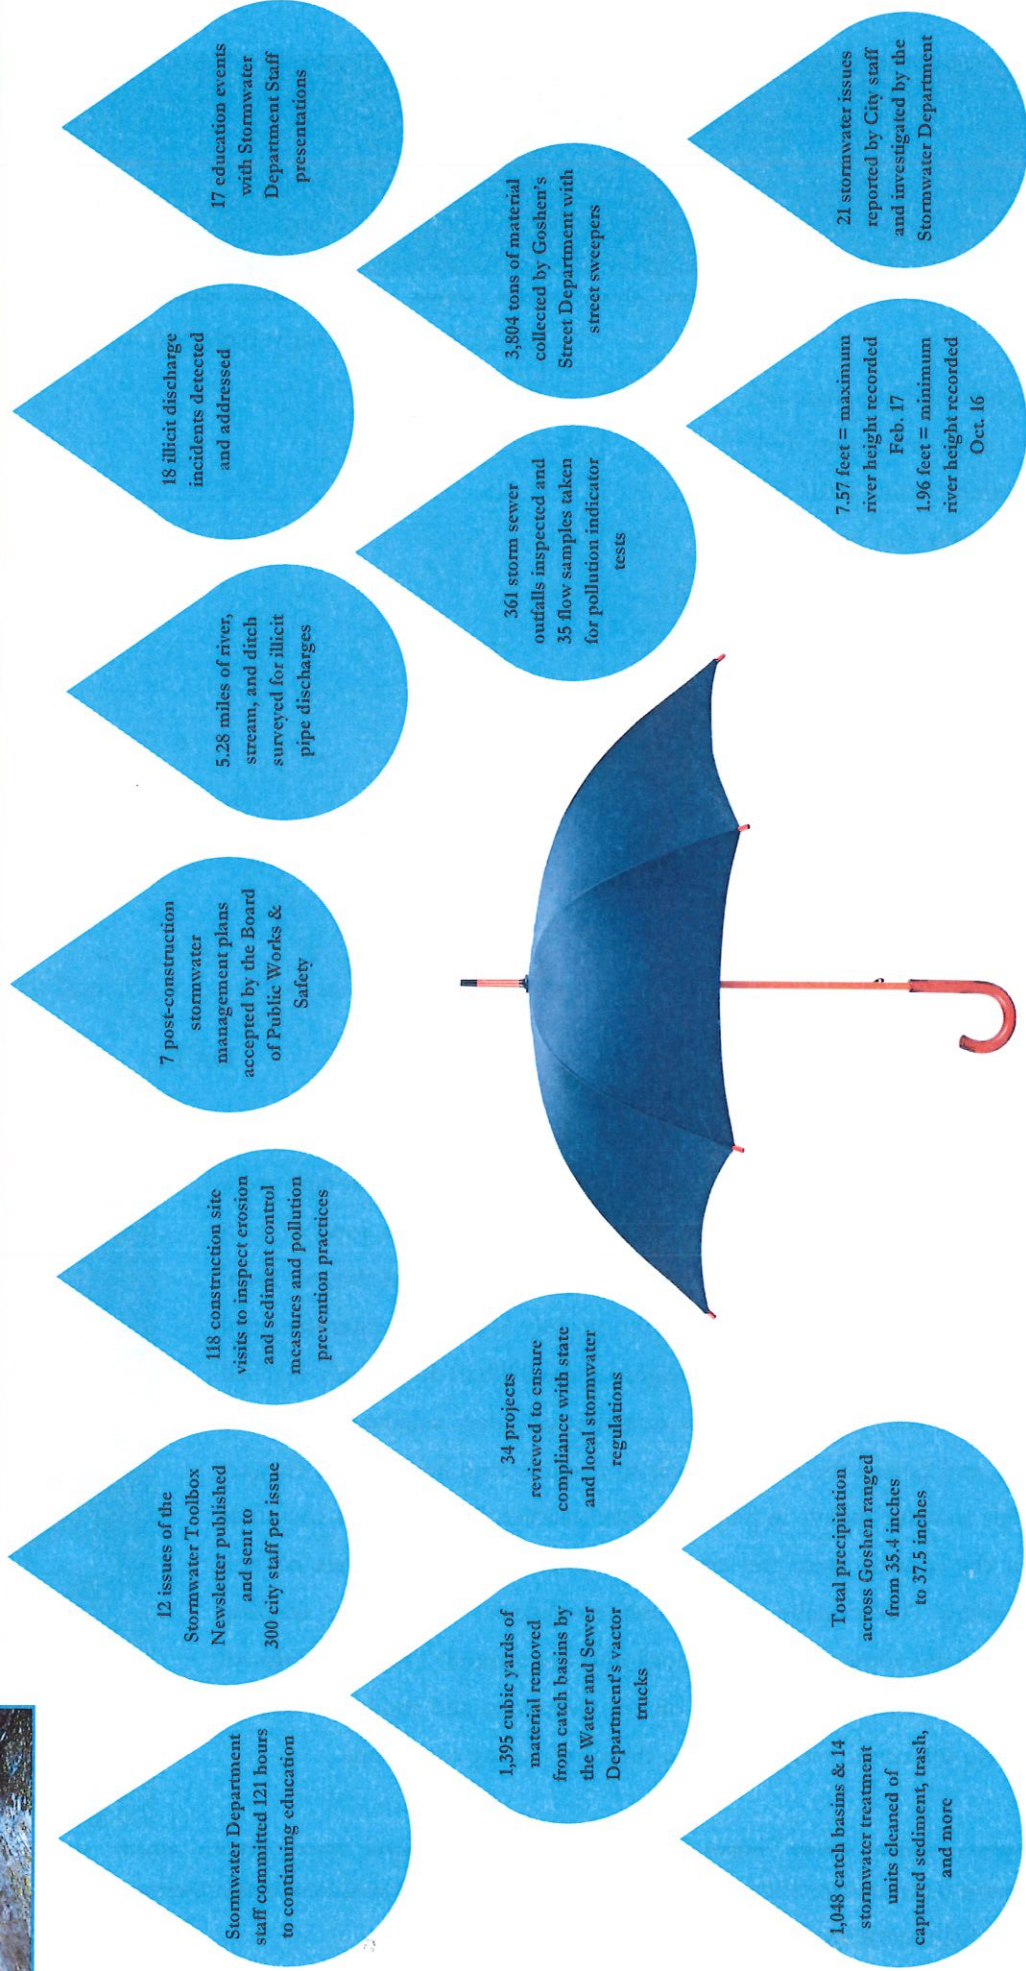 Stormwater Department
staff committed 121 hours
to continuing education
12 issues of the
Stormwater Toolbox
Newsletter published
and sent to
300 city staff per issue
118 construction site
visits to inspect erosion
and sediment control
measures and pollution
prevention practices
7 post-construction
stormwater
management plans
accepted by the Board
of Public Works &
Safety
5.28 miles of river,
stream, and ditch
surveyed for illicit
pipe discharges
18 illicit discharge
incidents detected
and addressed
17 education events
with Stormwater
Department Staff
presentations
1,395 cubic yards of
material removed
from catch basins by
the Water and Sewer
Department's vactor
trucks
34 projects
reviewed to ensure
compliance with state
and local stormwater
regulations
361 storm sewer
outfalls inspected and
35 flow samples taken
for pollution indicator
tests
3,804 tons of material
collected by Goshen's
Street Department with
street sweepers
1,048 catch basins & 14
stormwater treatment
units cleaned of
captured sediment, trash,
and more
Total precipitation
across Goshen ranged
from 35.4 inches
to 37.5 inches
7.57 feet = maximum
river height recorded
Feb. 17
1.96 feet = minimum
river height recorded
Oct. 16
21 stormwater issues
reported by City staff
and investigated by the
Stormwater Department